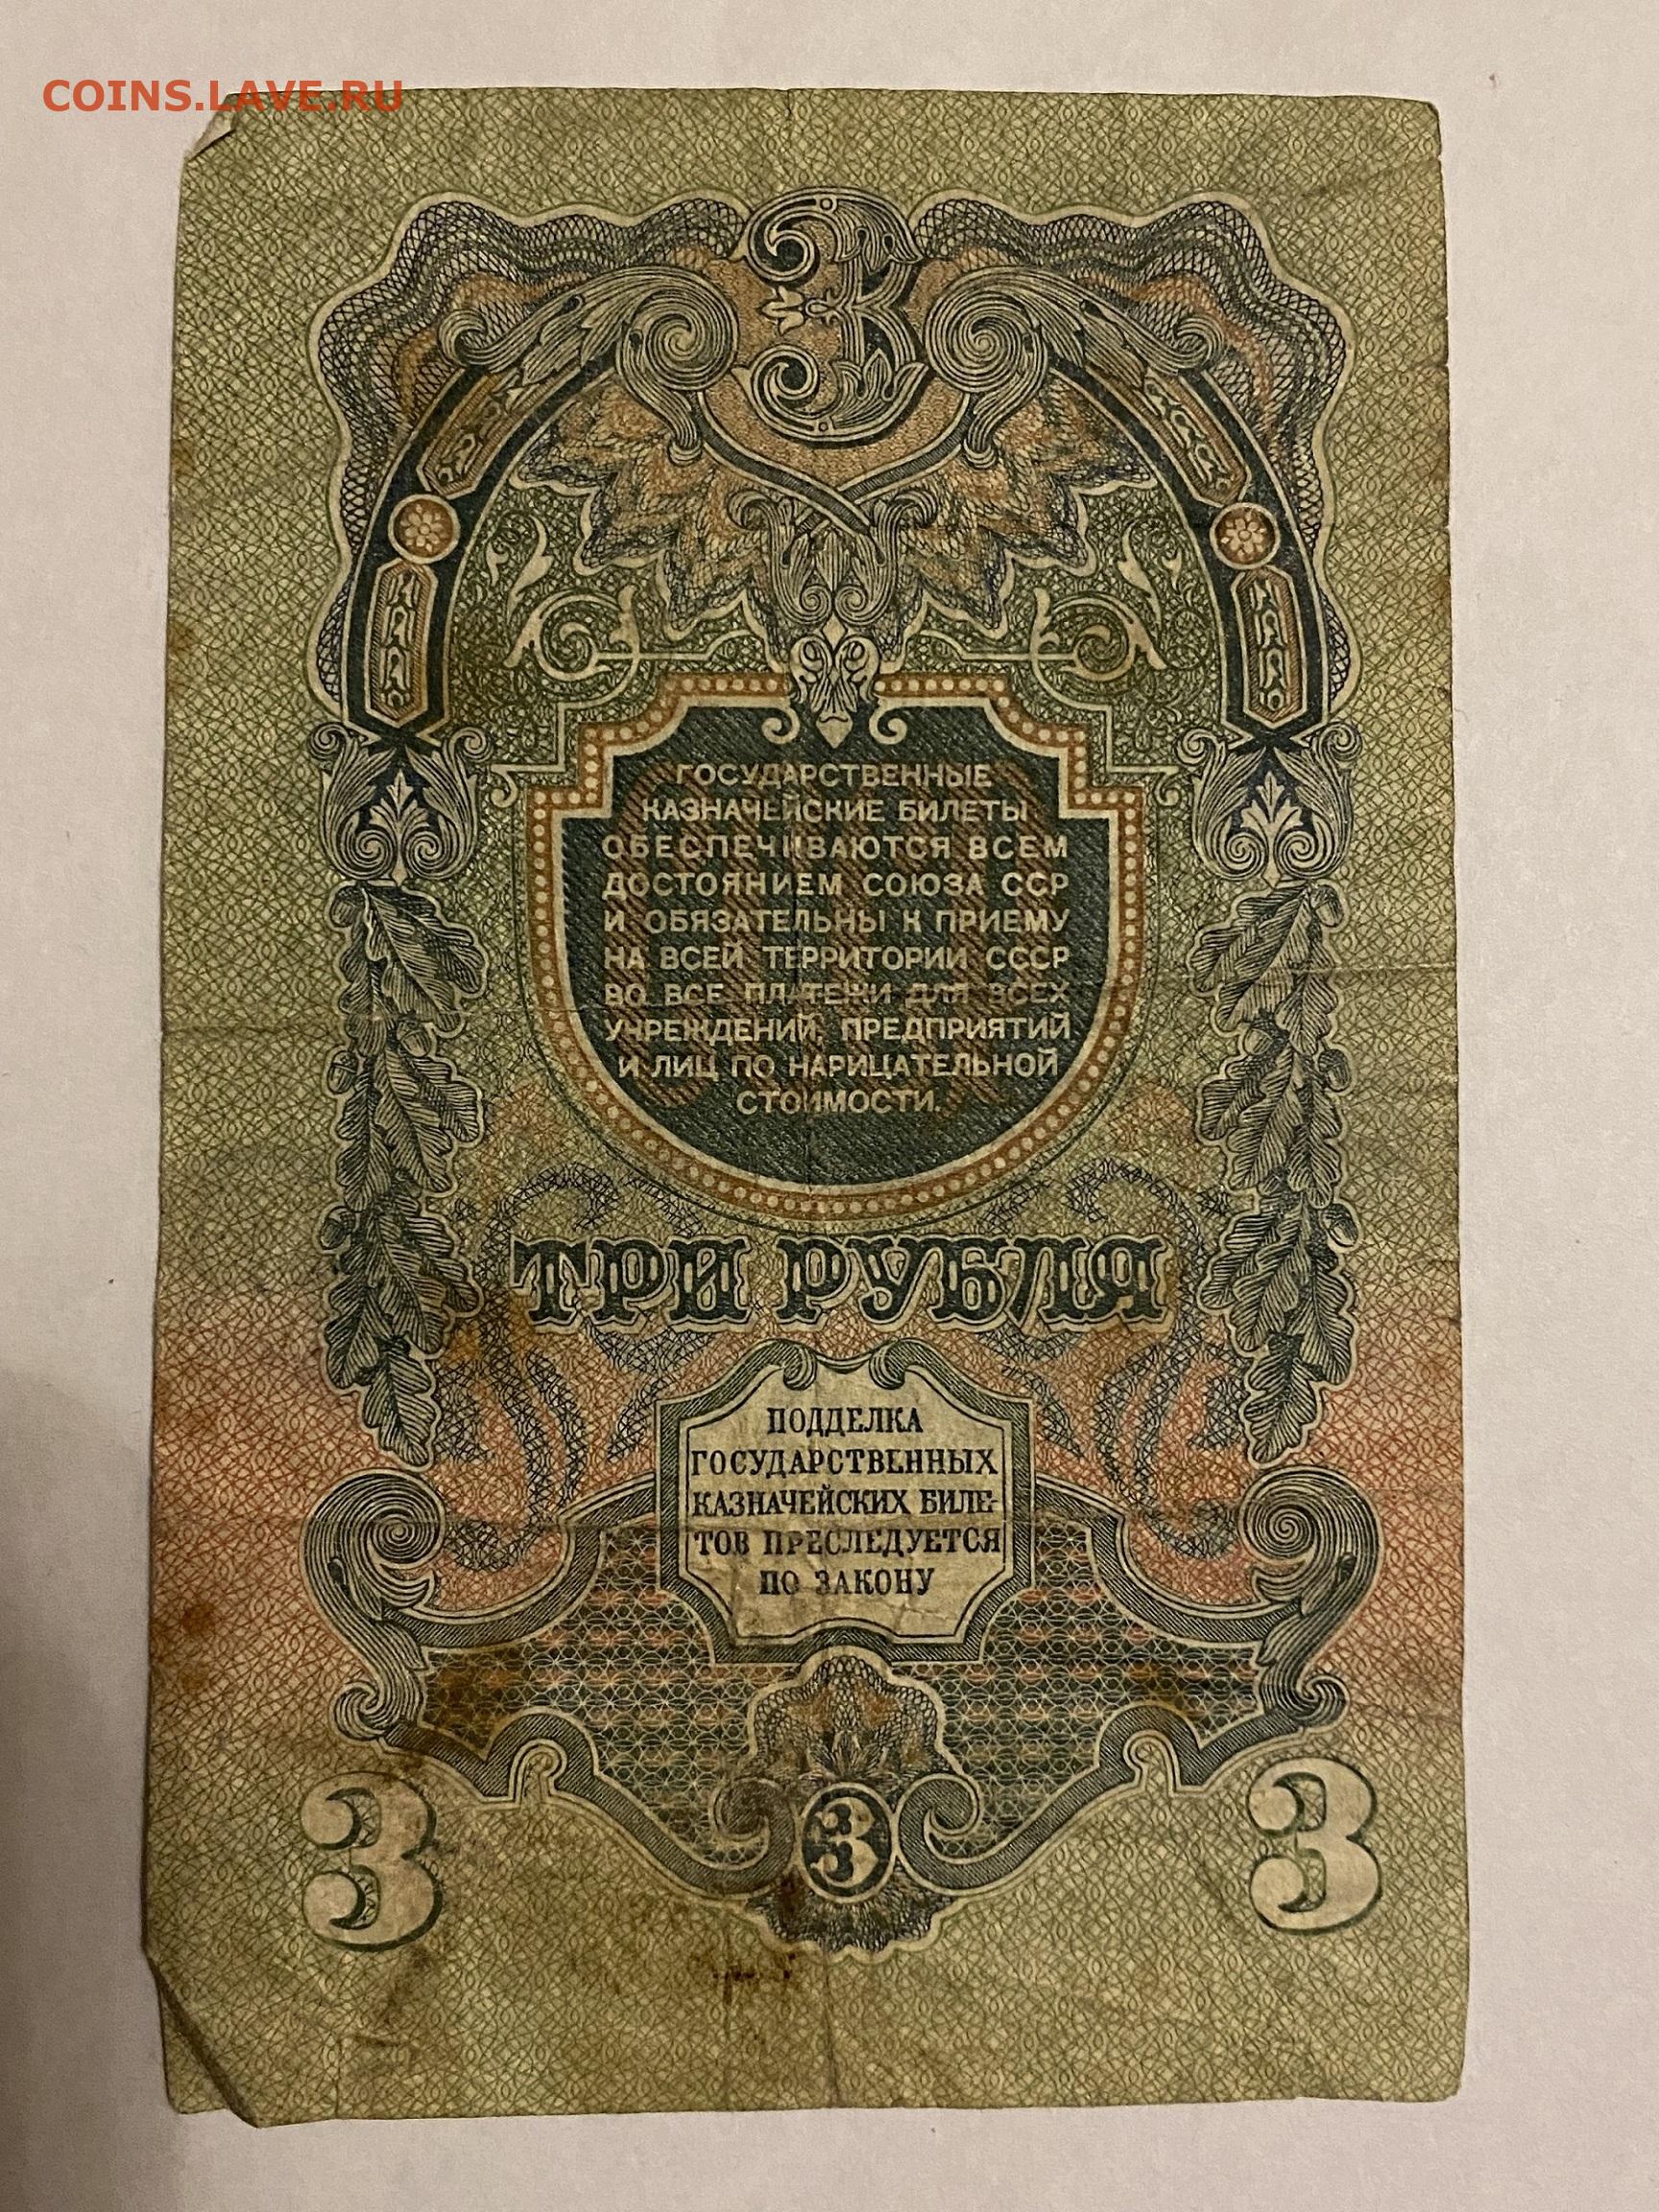 COINS.LAVE.RU
3К
ГОСУДАРСТВЕННЫЕ
КАЗНАЧЕЙСКИЕ БИЛЕТЫ
ОБЕСПЕЧИВАЮТСЯ ВСЕМ
ДОСТОЯНИЕМ СОЮЗА ССР
И ОБЯЗАТЕЛЬНЫ К ПРИЕМУ
НА ВСЕЙ ТЕРРИТОРИИ СССР
ВО ВСЕ ПЛАТЕЖИ ДЛЯ ВСЕХ
УЧРЕЖДЕНИЙ, ПРЕДПРИЯТИЙ
И ЛИЦ ПО НАРИЦАТЕЛЬНОЙ
СТОИМОСТИ.
ТРИ РУБЛЯ
ПОДДЕЛКА
ГОСУДАРСТВЕННЫХ
КАЗНАЧЕЙСКИХ БИЛЕ-
ТОВ ПРЕСЛЕДУЕТСЯ
ПО ЗАКОНУ
3 3 3